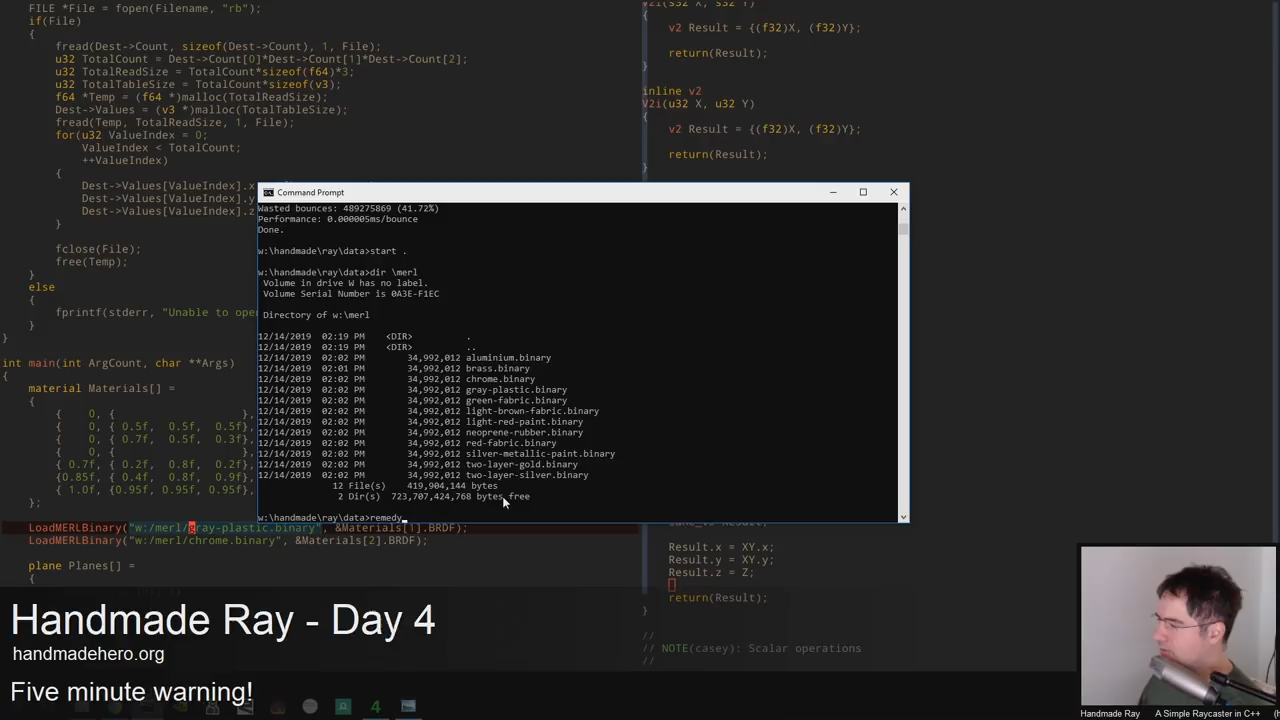 FILE *File = fopen(Filename, "rb");
if(File)
{
fread(Dest->Count, sizeof(Dest->Count), 1, File);
u32 TotalCount = Dest->Count[0]*Dest->Count[1]*Dest->Count[2];
u32 TotalReadSize = TotalCount*sizeof(f64)*3;
u32 TotalTableSize = TotalCount*sizeof(v3);
f64 *Temp = (f64 *)malloc(TotalReadSize);
Dest->Values = (v3 *)malloc(TotalTableSize);
fread(Temp, TotalReadSize, 1, File);
for(u32 ValueIndex = 0;
ValueIndex < TotalCount;
++ValueIndex)
{
Dest->Values[ValueIndex].x
Dest->Values[ValueIndex].y
Dest->Values[ValueIndex].z
}
fclose(File);
free(Temp);
}
else
{
fprintf(stderr, "Unable to ope
}
}
int main(int ArgCount, char **Args)
{
material Materials[] =
{
{ 0, { }, 
{ 0, { 0.5f, 0.5f, 0.5f},
{ 0, { 0.7f, 0.5f, 0.3f},
{ 0, {
{ 0.7f, { 0.2f, 0.8f, 0.2f},
{0.85f, { 0.4f, 0.8f, 0.9f},
{ 1.0f, {0.95f, 0.95f, 0.95f},
};
LoadMERLBinary("w:/merl/gray-plastic.binary", &Materials[1].BRDF);
LoadMERLBinary("w:/merl/chrome.binary", &Materials[2].BRDF);
plane Planes[] =
{
V2i(s32 X, s32 Y)
{
v2 Result = {(f32)X, (f32)Y};
return(Result);
}
inline v2
V2i(u32 X, u32 Y)
{
v2 Result = {(f32)X, (f32)Y};
return(Result);
}
Result.x = XY.x;
Result.y = XY.y;
Result.z = Z;
return(Result);
}
//
// NOTE(casey): Scalar operations
//
Command Prompt
Wasted bounces: 489275869 (41.72%)
Performance: 0.000005ms/bounce
Done.
w:\handmade\ray\data>start .
w:\handmade\ray\data>dir \merl
Volume in drive W has no label.
Volume Serial Number is 0A3E-F1EC
Directory of w:\merl
12/14/2019 02:19 PM <DIR> .
12/14/2019 02:19 PM <DIR> ..
12/14/2019 02:02 PM 34,992,012 aluminium.binary
12/14/2019 02:01 PM 34,992,012 brass.binary
12/14/2019 02:02 PM 34,992,012 chrome.binary
12/14/2019 02:02 PM 34,992,012 gray-plastic.binary
12/14/2019 02:02 PM 34,992,012 green-fabric.binary
12/14/2019 02:02 PM 34,992,012 light-brown-fabric.binary
12/14/2019 02:02 PM 34,992,012 light-red-paint.binary
12/14/2019 02:02 PM 34,992,012 neoprene-rubber.binary
12/14/2019 02:02 PM 34,992,012 red-fabric.binary
12/14/2019 02:02 PM 34,992,012 silver-metallic-paint.binary
12/14/2019 02:02 PM 34,992,012 two-layer-gold.binary
12/14/2019 02:02 PM 34,992,012 two-layer-silver.binary
12 File(s) 419,904,144 bytes
2 Dir(s) 723,707,424,768 bytes free
w:\handmade\ray\data>remedy_
Handmade Ray - Day 4
handmadehero.org
Five minute warning!
Handmade Ray A Simple Raycaster in C++ (h